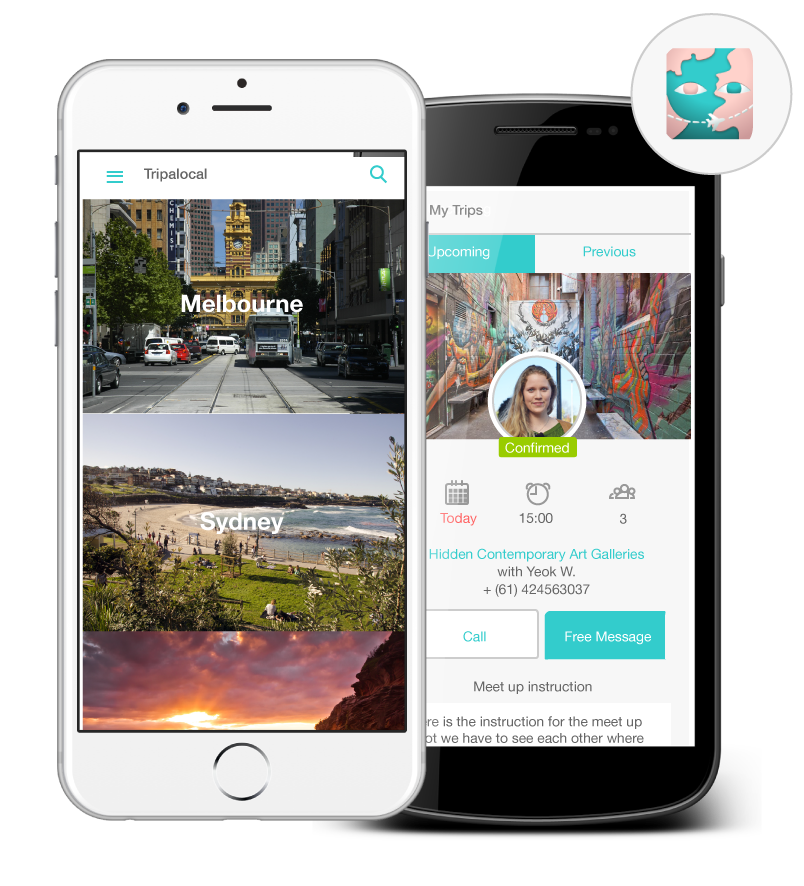 Tripalocal
CHEMIST
Melbourne
Sydney
My Trips
Upcoming
Previous
Confirmed
Today
15:00
3
Hidden Contemporary Art Galleries
with Yeok W.
+ (61) 424563037
Call
Free Message
Meet up instruction
re is the instruction for the meet up
ot we have to see each other where